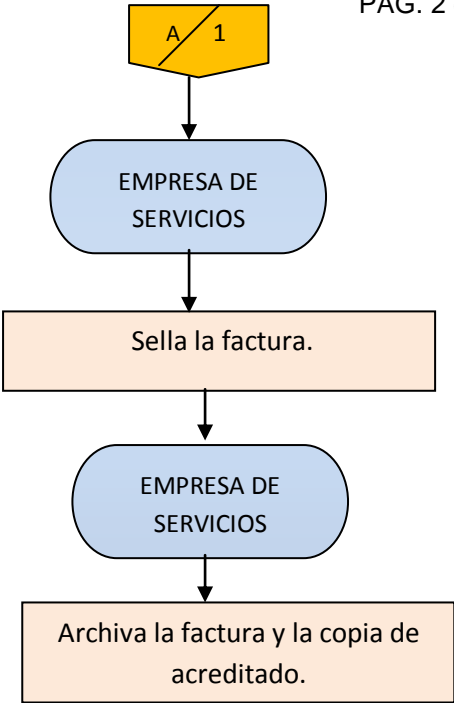 PAG. 2
A 1
EMPRESA DE
SERVICIOS
Sella la factura.
EMPRESA DE
SERVICIOS
Archiva la factura y la copia de
acreditado.